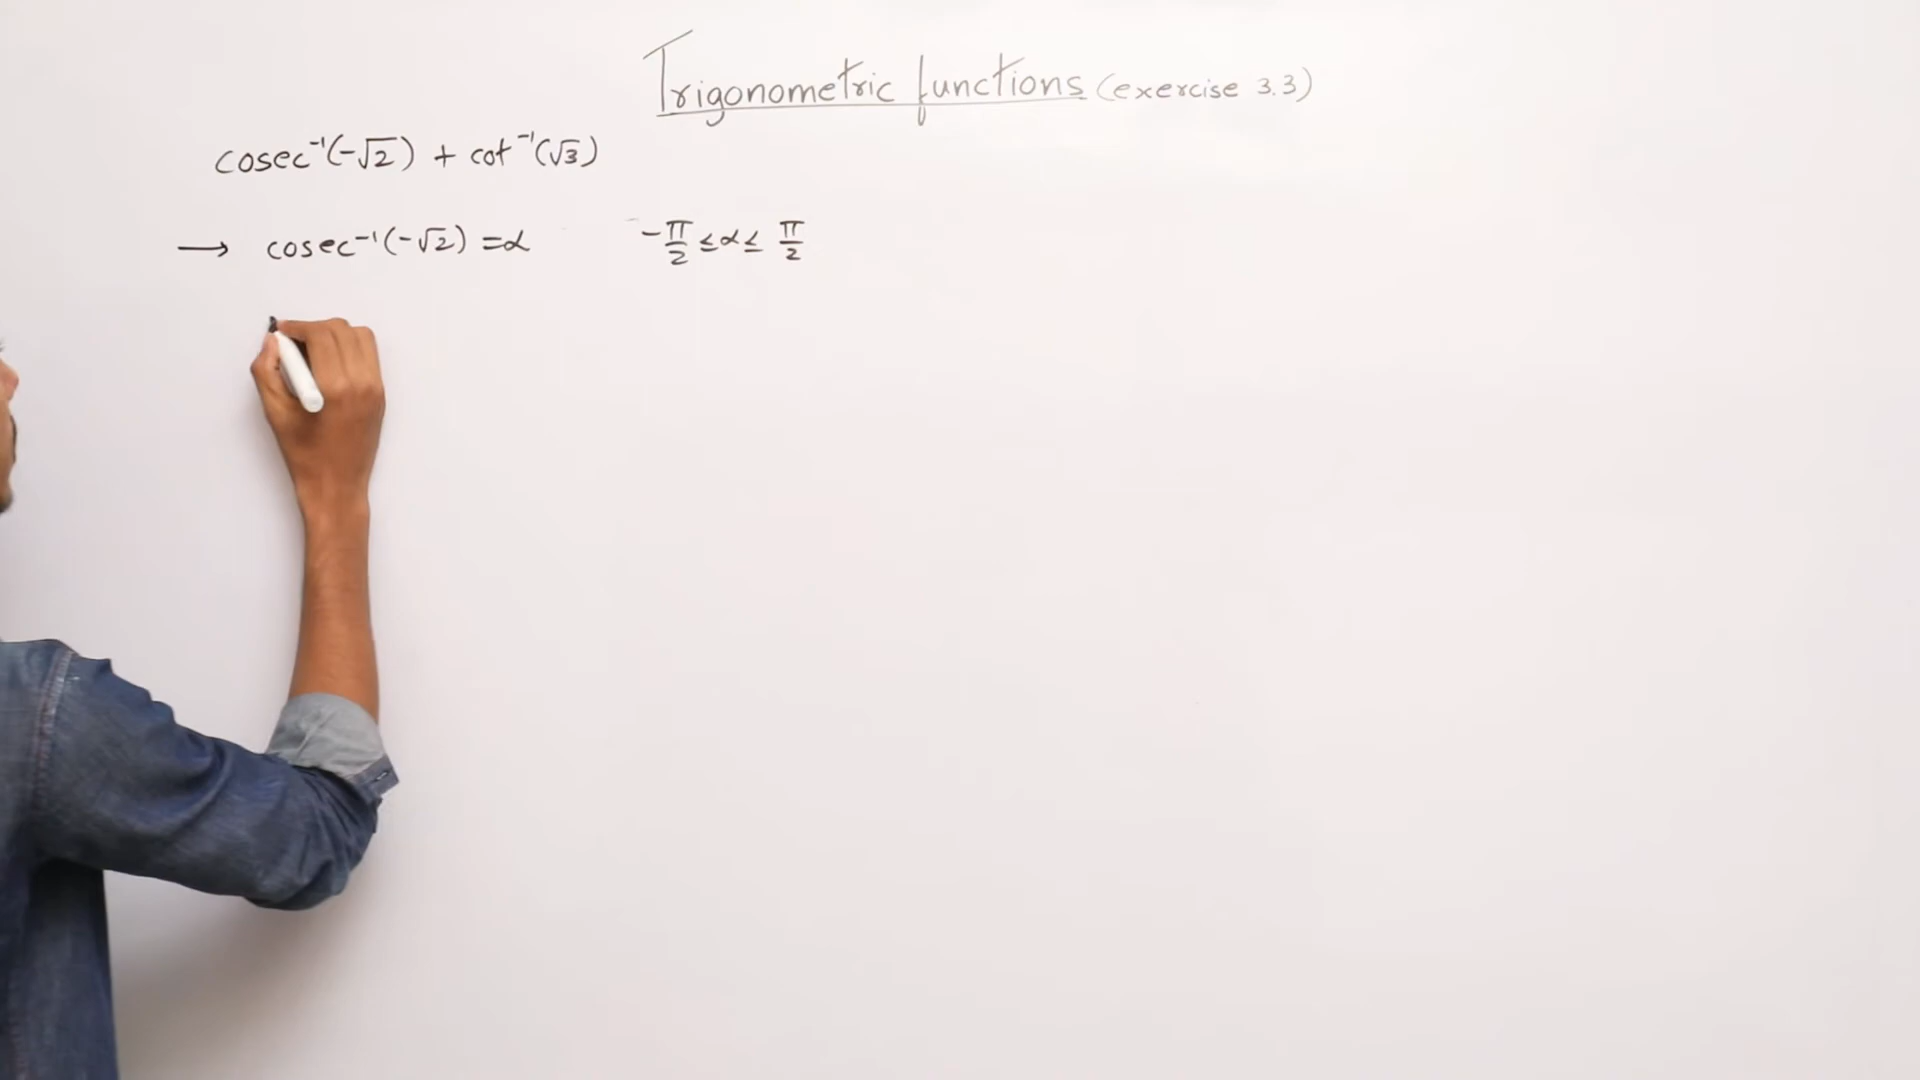 Trigonometric functions (exercise 3.3)
cosec⁻¹(-√2) + cot⁻¹(√3)
→ cosec⁻¹(-√2) = α -π/2 ≤ α ≤ π/2